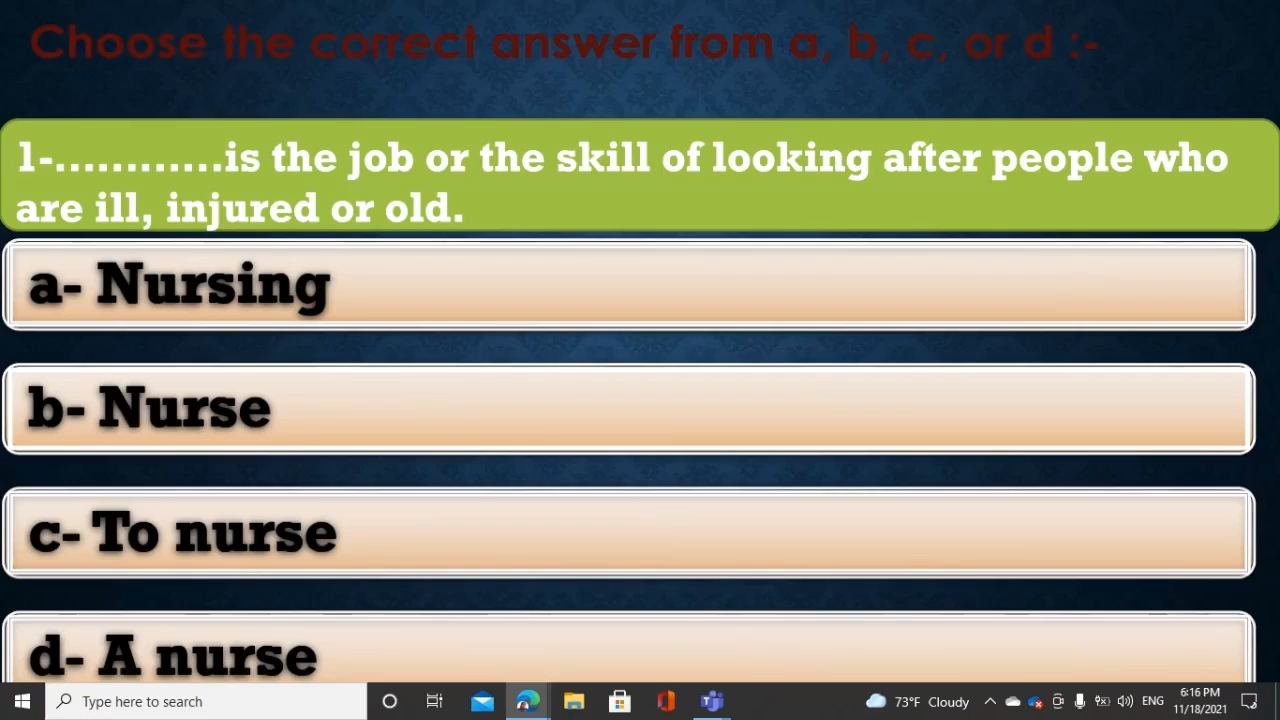 Choose the correct answer from a, b, c, or d :-
1-............is the job or the skill of looking after people who
are ill, injured or old.
a- Nursing
b- Nurse
c- To nurse
d- A nurse
Type here to search
73°F Cloudy
ENG
6:16 PM
11/18/2021